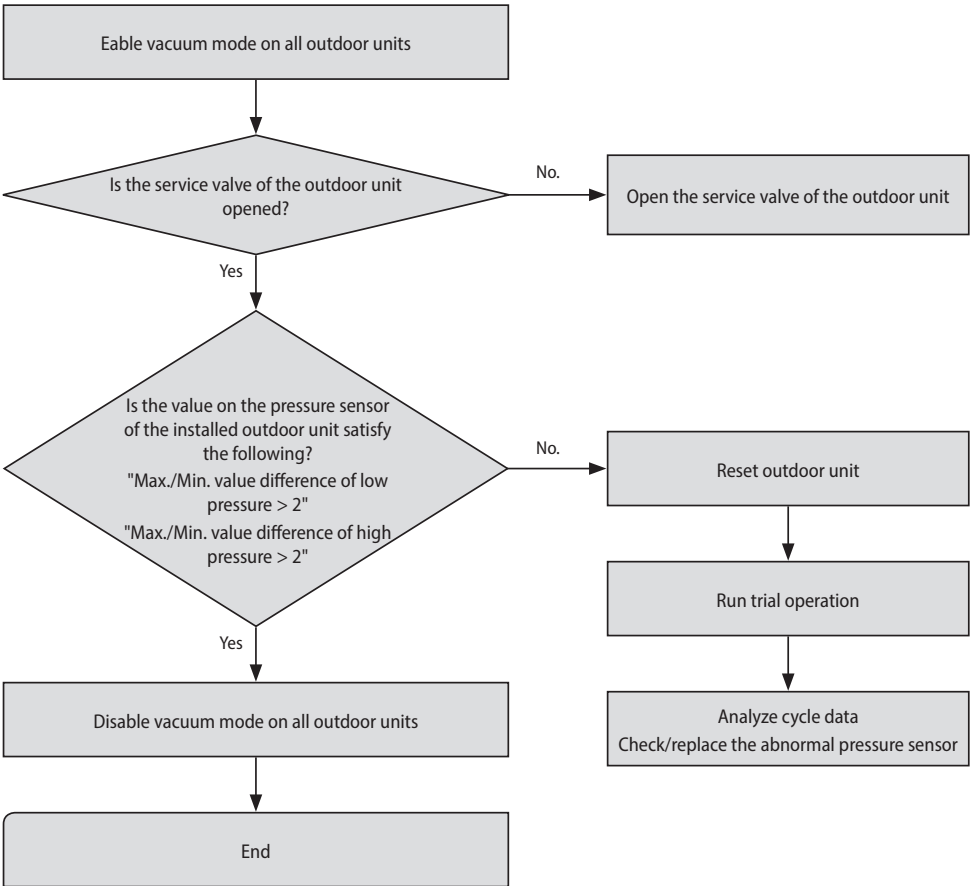 Eable vacuum mode on all outdoor units
Is the service valve of the outdoor unit
opened?
No.
Open the service valve of the outdoor unit
Yes
Is the value on the pressure sensor
of the installed outdoor unit satisfy
the following?
"Max./Min. value difference of low
pressure > 2"
"Max./Min. value difference of high
pressure > 2"
No.
Reset outdoor unit
Run trial operation
Yes
Disable vacuum mode on all outdoor units
Analyze cycle data
Check/replace the abnormal pressure sensor
End